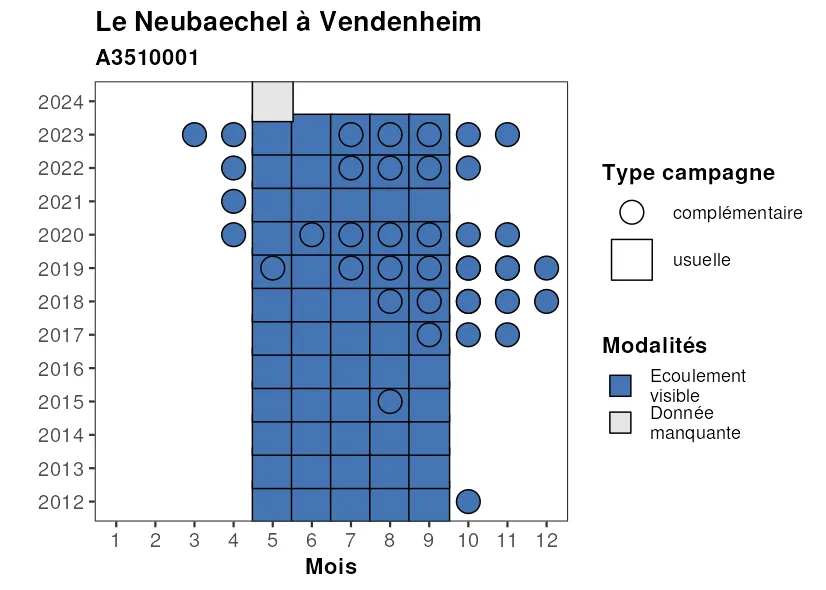 Le Neubaechel à Vendenheim
A3510001
2024
2023
2022
2021
2020
2019
2018
2017
2016
2015
2014
2013
2012
1 2 3 4 5 6 7 8 9 10 11 12
Mois
Type campagne
complémentaire
usuelle
Modalités
Ecoulement
visible
Donnée
manquante